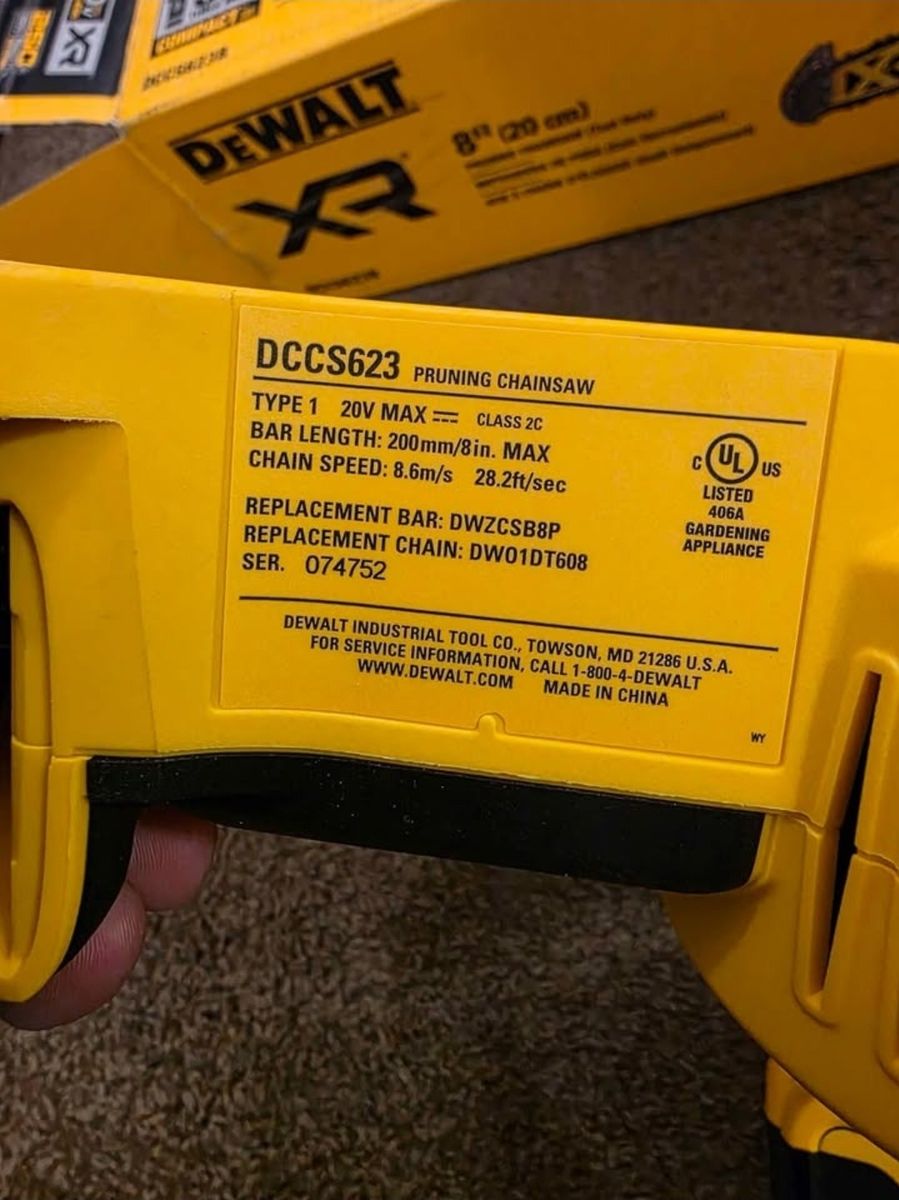 XR
COMPACT
DCCS623B
DEWALT
XR
8" (20 cm)
DCCS623 PRUNING CHAINSAW
TYPE 1 20V MAX ⎓ CLASS 2C
BAR LENGTH: 200mm/8in. MAX
CHAIN SPEED: 8.6m/s 28.2ft/sec
REPLACEMENT BAR: DWZCSB8P
REPLACEMENT CHAIN: DWO1DT608
SER. 074752
C UL US
LISTED
406A
GARDENING
APPLIANCE
DEWALT INDUSTRIAL TOOL CO., TOWSON, MD 21286 U.S.A.
FOR SERVICE INFORMATION, CALL 1-800-4-DEWALT
WWW.DEWALT.COM MADE IN CHINA
WY